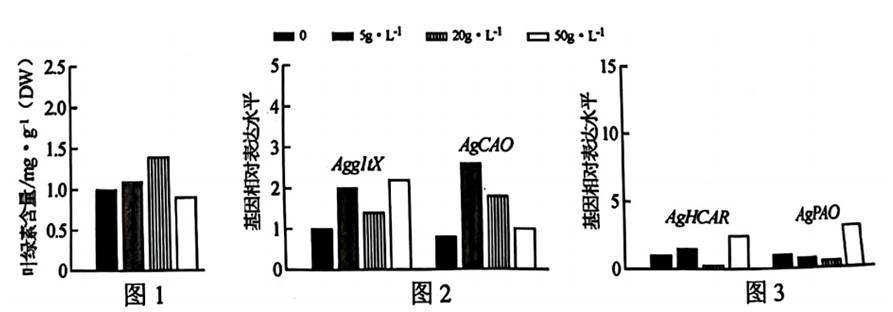 0 5g·L⁻¹ 20g·L⁻¹ 50g·L⁻¹
叶绿素含量/mg·g⁻¹(DW)
2.5
2.0
1.5
1.0
0.5
0
图1
基因相对表达水平
5
4
3
2
1
0
AggltX
AgCAO
图2
基因相对表达水平
15
10
5
0
AgHCAR
AgPAO
图3